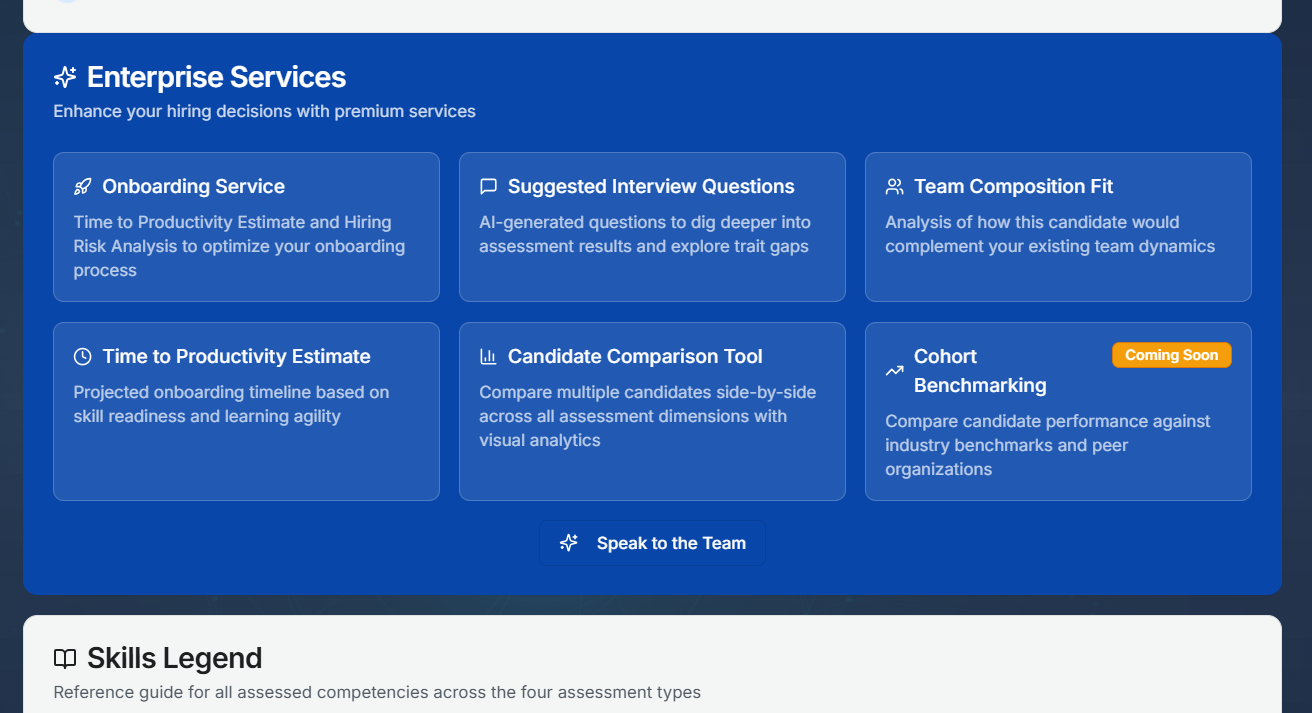 Enterprise Services
Enhance your hiring decisions with premium services
Onboarding Service
Time to Productivity Estimate and Hiring
Risk Analysis to optimize your onboarding
process
Suggested Interview Questions
AI-generated questions to dig deeper into
assessment results and explore trait gaps
Team Composition Fit
Analysis of how this candidate would
complement your existing team dynamics
Time to Productivity Estimate
Projected onboarding timeline based on
skill readiness and learning agility
Candidate Comparison Tool
Compare multiple candidates side-by-side
across all assessment dimensions with
visual analytics
Cohort
Benchmarking
Coming Soon
Compare candidate performance against
industry benchmarks and peer
organizations
Speak to the Team
Skills Legend
Reference guide for all assessed competencies across the four assessment types